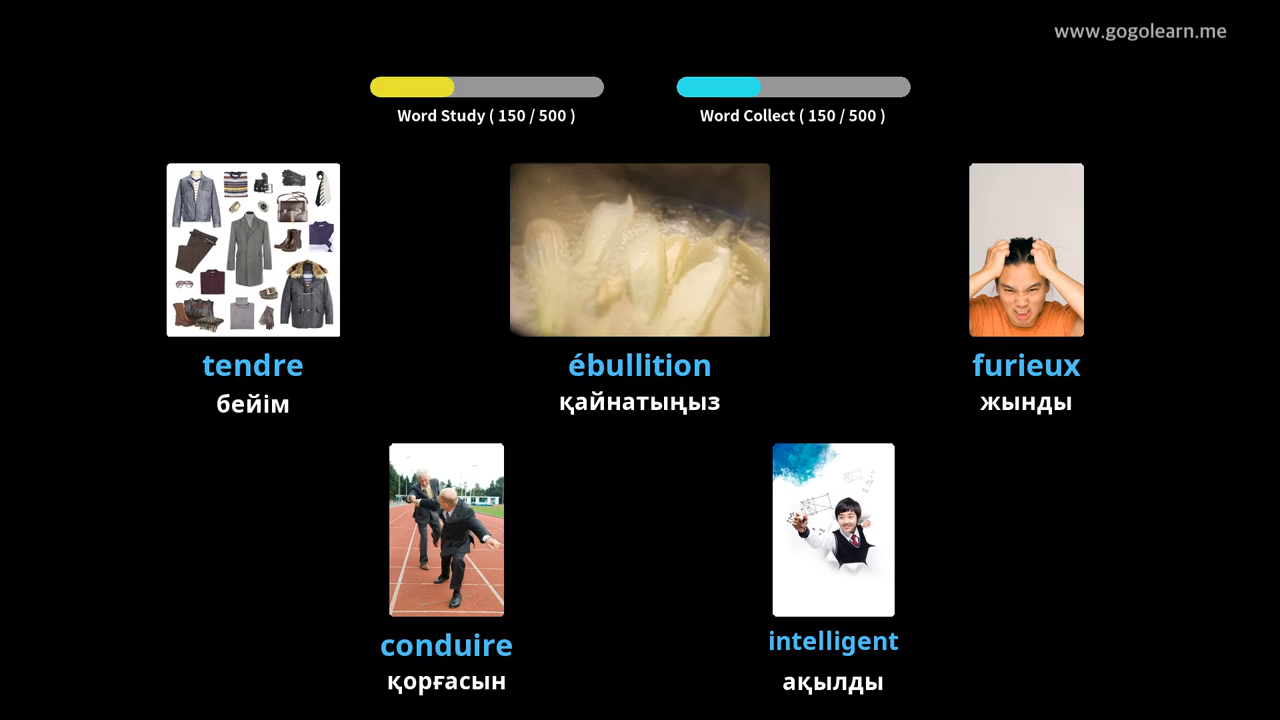 www.gogolearn.me
Word Study ( 150 / 500 )
Word Collect ( 150 / 500 )
tendre
бейім
ébullition
қайнатыңыз
furieux
жынды
conduire
қорғасын
intelligent
ақылды